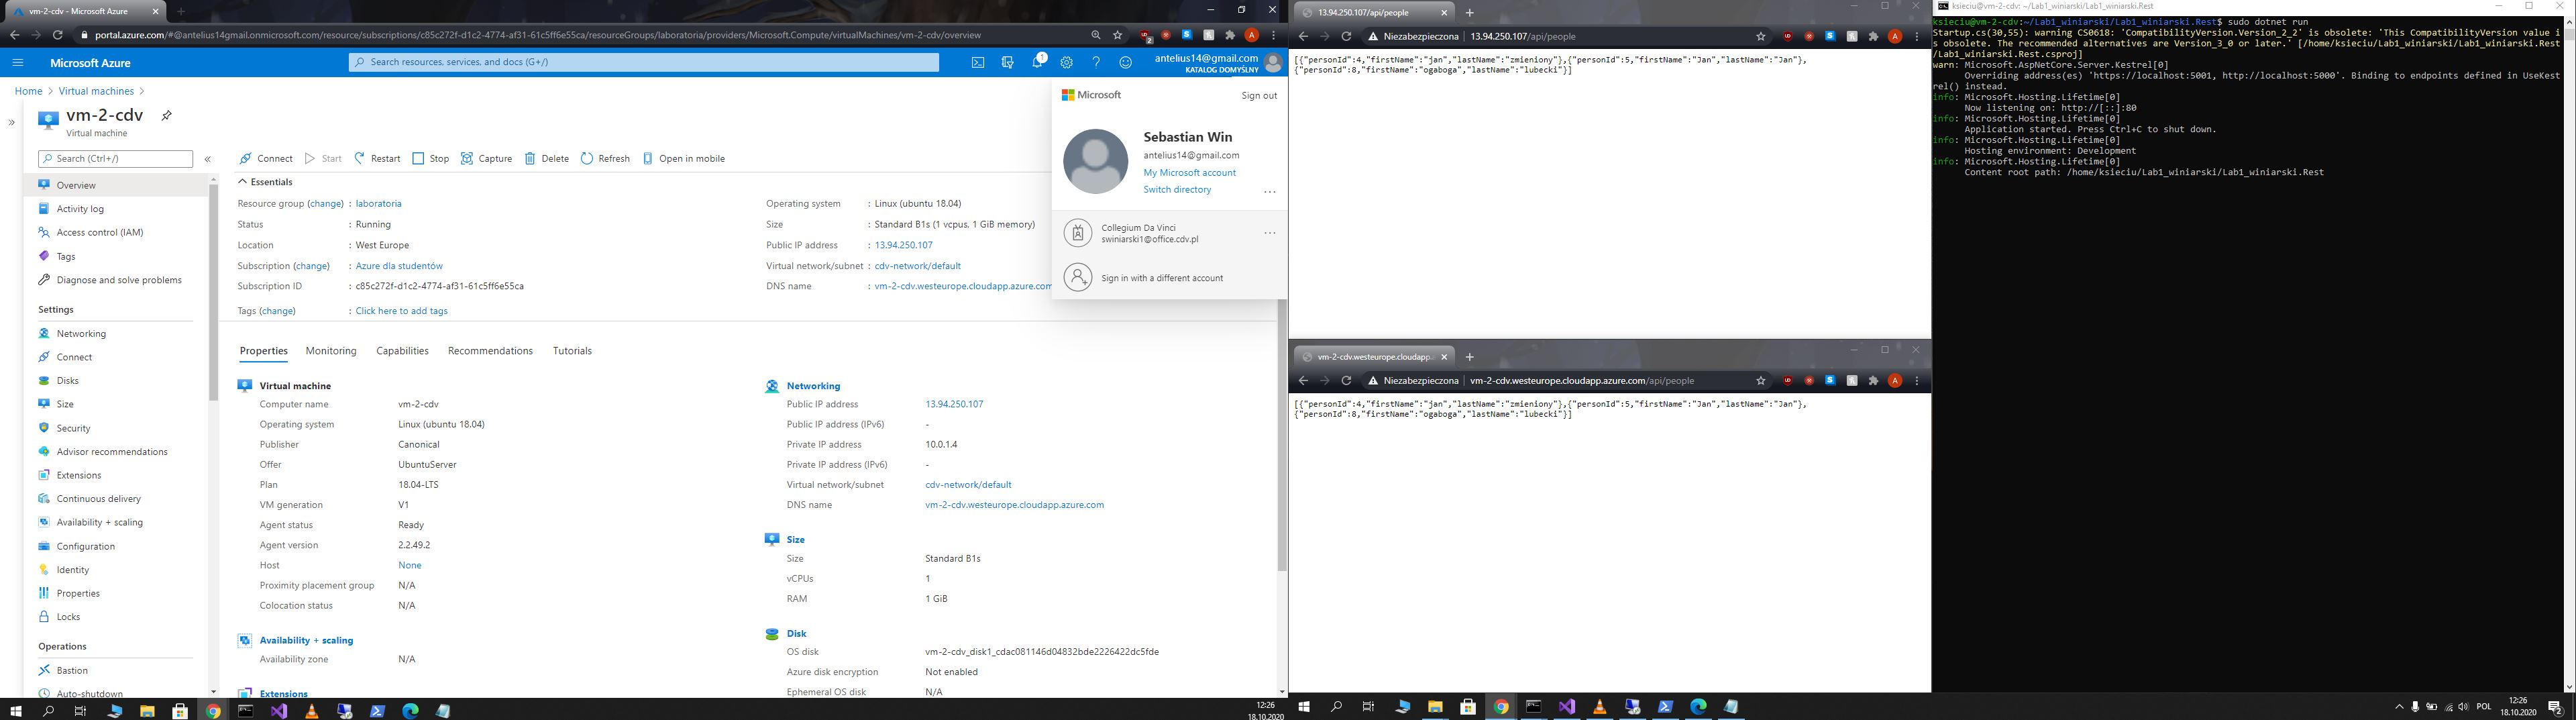 vm-2-cdv - Microsoft Azure
portal.azure.com/#@antelius14gmail.onmicrosoft.com/resource/subscriptions/c85c272f-d1c2-4774-af31-61c5ff6e55ca/resourceGroups/laboratoria/providers/Microsoft.Compute/virtualMachines/vm-2-cdv/overview
Microsoft Azure
Search resources, services, and docs (G+/)
1
antelius14@gmail.com
KATALOG DOMYŚLNY
Home > Virtual machines >
vm-2-cdv
Virtual machine
Search (Ctrl+/)
Connect Start Restart Stop Capture Delete Refresh Open in mobile
Overview
Activity log
Access control (IAM)
Tags
Diagnose and solve problems
Settings
Networking
Connect
Disks
Size
Security
Advisor recommendations
Extensions
Continuous delivery
Availability + scaling
Configuration
Identity
Properties
Locks
Operations
Bastion
Auto-shutdown
Essentials
Resource group (change) : laboratoria
Status : Running
Location : West Europe
Subscription (change) : Azure dla studentów
Subscription ID : c85c272f-d1c2-4774-af31-61c5ff6e55ca
Tags (change) : Click here to add tags
Operating system : Linux (ubuntu 18.04)
Size : Standard B1s (1 vcpus, 1 GiB memory)
Public IP address : 13.94.250.107
Virtual network/subnet : cdv-network/default
DNS name : vm-2-cdv.westeurope.cloudapp.azure.com
Microsoft
Sign out
Sebastian Win
antelius14@gmail.com
My Microsoft account
Switch directory
Collegium Da Vinci
swiniarski1@office.cdv.pl
Sign in with a different account
Properties Monitoring Capabilities Recommendations Tutorials
Virtual machine
Computer name vm-2-cdv
Operating system Linux (ubuntu 18.04)
Publisher Canonical
Offer UbuntuServer
Plan 18.04-LTS
VM generation V1
Agent status Ready
Agent version 2.2.49.2
Host None
Proximity placement group N/A
Colocation status N/A
Availability + scaling
Availability zone N/A
Extensions
Networking
Public IP address 13.94.250.107
Public IP address (IPv6) -
Private IP address 10.0.1.4
Private IP address (IPv6) -
Virtual network/subnet cdv-network/default
DNS name vm-2-cdv.westeurope.cloudapp.azure.com
Size
Size Standard B1s
vCPUs 1
RAM 1 GiB
Disk
OS disk vm-2-cdv_disk1_cdac081146d04832bde2226422dc5fde
Azure disk encryption Not enabled
Ephemeral OS disk N/A
12:26
18.10.2020
13.94.250.107/api/people
Niezabezpieczona | 13.94.250.107/api/people
[{"personId":4,"firstName":"jan","lastName":"zmieniony"},{"personId":5,"firstName":"Jan","lastName":"Jan"},
{"personId":8,"firstName":"ogaboga","lastName":"lubecki"}]
vm-2-cdv.westeurope.cloudapp.
Niezabezpieczona | vm-2-cdv.westeurope.cloudapp.azure.com/api/people
[{"personId":4,"firstName":"jan","lastName":"zmieniony"},{"personId":5,"firstName":"Jan","lastName":"Jan"},
{"personId":8,"firstName":"ogaboga","lastName":"lubecki"}]
ksieciu@vm-2-cdv: ~/Lab1_winiarski/Lab1_winiarski.Rest
ksieciu@vm-2-cdv:~/Lab1_winiarski/Lab1_winiarski.Rest$ sudo dotnet run
Startup.cs(30,55): warning CS0618: 'CompatibilityVersion.Version_2_2' is obsolete: 'This CompatibilityVersion value i
s obsolete. The recommended alternatives are Version_3_0 or later.' [/home/ksieciu/Lab1_winiarski/Lab1_winiarski.Rest
/Lab1_winiarski.Rest.csproj]
warn: Microsoft.AspNetCore.Server.Kestrel[0]
Overriding address(es) 'https://localhost:5001, http://localhost:5000'. Binding to endpoints defined in UseKest
rel() instead.
info: Microsoft.Hosting.Lifetime[0]
Now listening on: http://[::]:80
info: Microsoft.Hosting.Lifetime[0]
Application started. Press Ctrl+C to shut down.
info: Microsoft.Hosting.Lifetime[0]
Hosting environment: Development
info: Microsoft.Hosting.Lifetime[0]
Content root path: /home/ksieciu/Lab1_winiarski/Lab1_winiarski.Rest
POL
12:26
18.10.2020